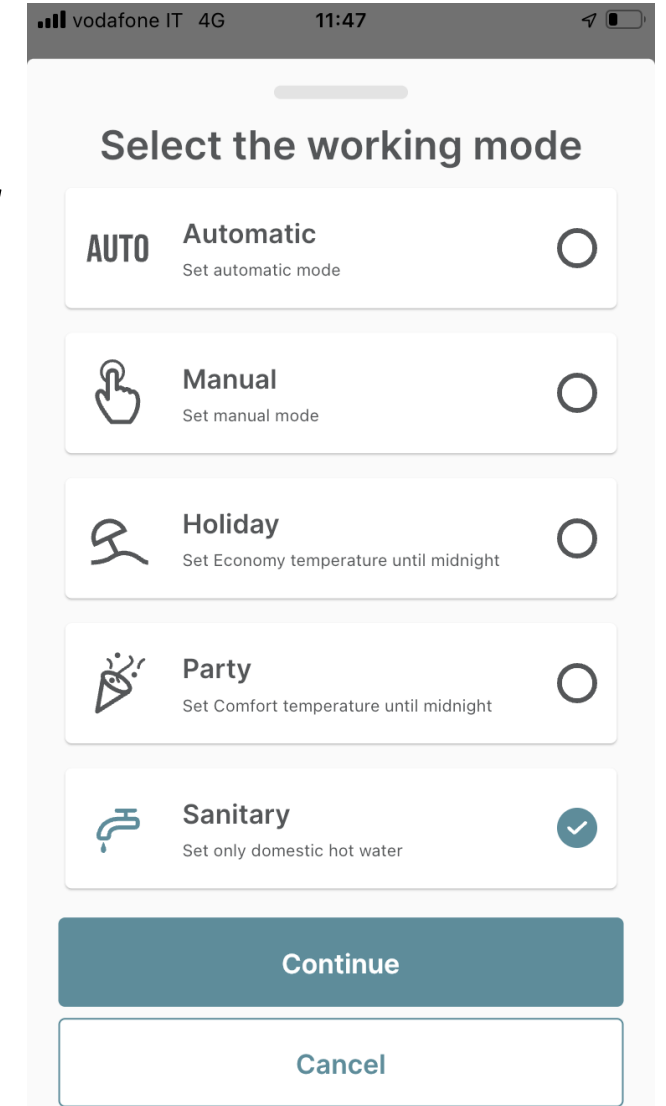 vodafone IT 4G 11:47
Select the working mode
AUTO
Automatic
Set automatic mode
Manual
Set manual mode
Holiday
Set Economy temperature until midnight
Party
Set Comfort temperature until midnight
Sanitary
Set only domestic hot water
Continue
Cancel